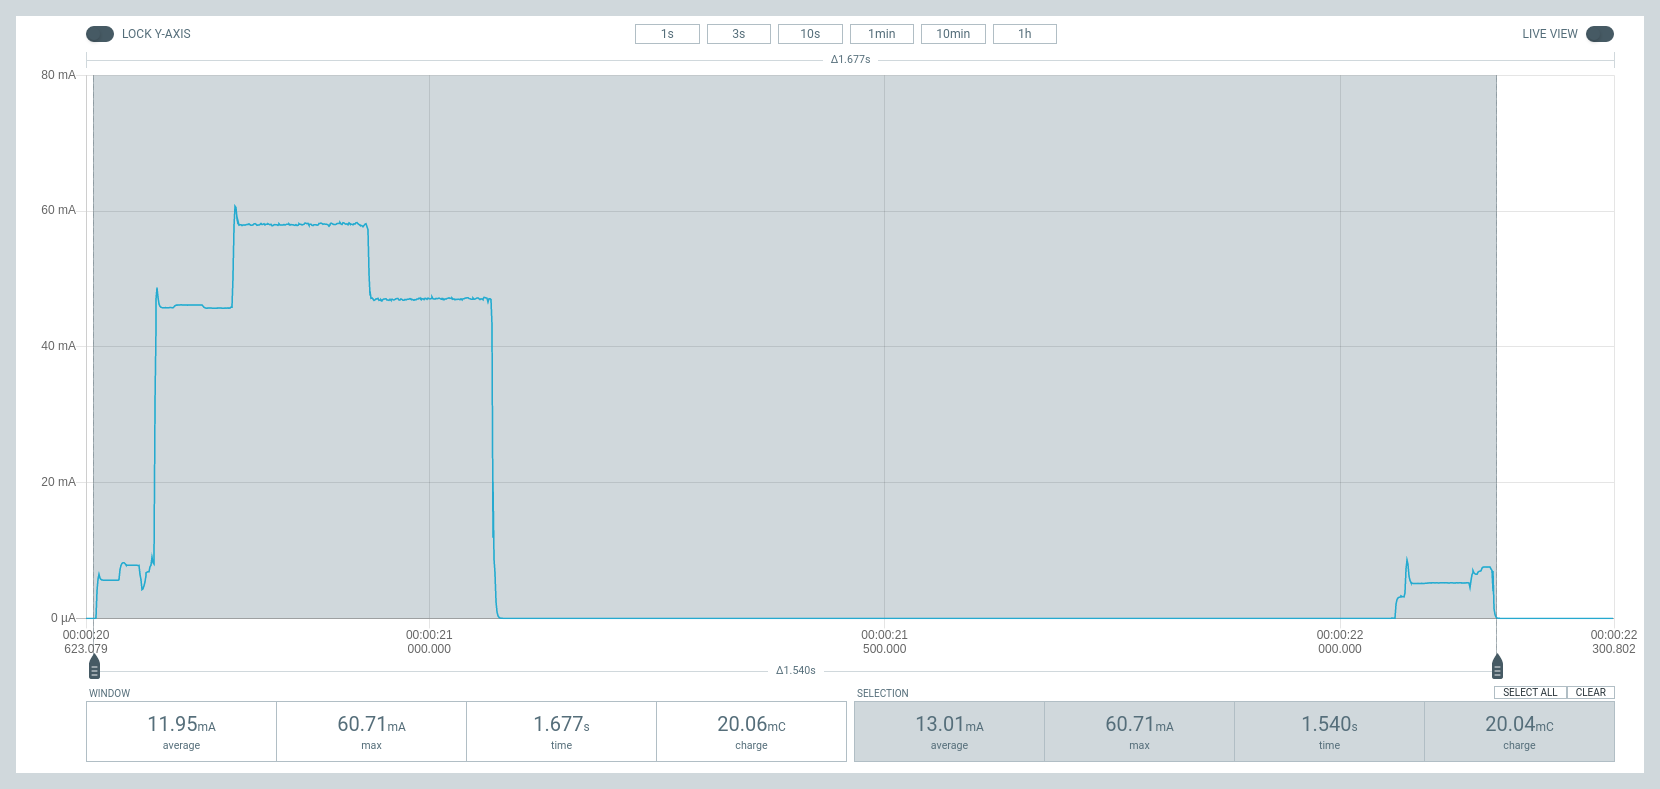 LOCK Y-AXIS 1s 3s 10s 1min 10min 1h LIVE VIEW
Δ1.677s
80 mA
60 mA
40 mA
20 mA
0 µA
00:00:20 00:00:21 00:00:21 00:00:22 00:00:22
623.079 000.000 500.000 000.000 300.802
Δ1.540s
WINDOW SELECTION SELECT ALL CLEAR
11.95mA 60.71mA 1.677s 20.06mC 13.01mA 60.71mA 1.540s 20.04mC
average max time charge average max time charge